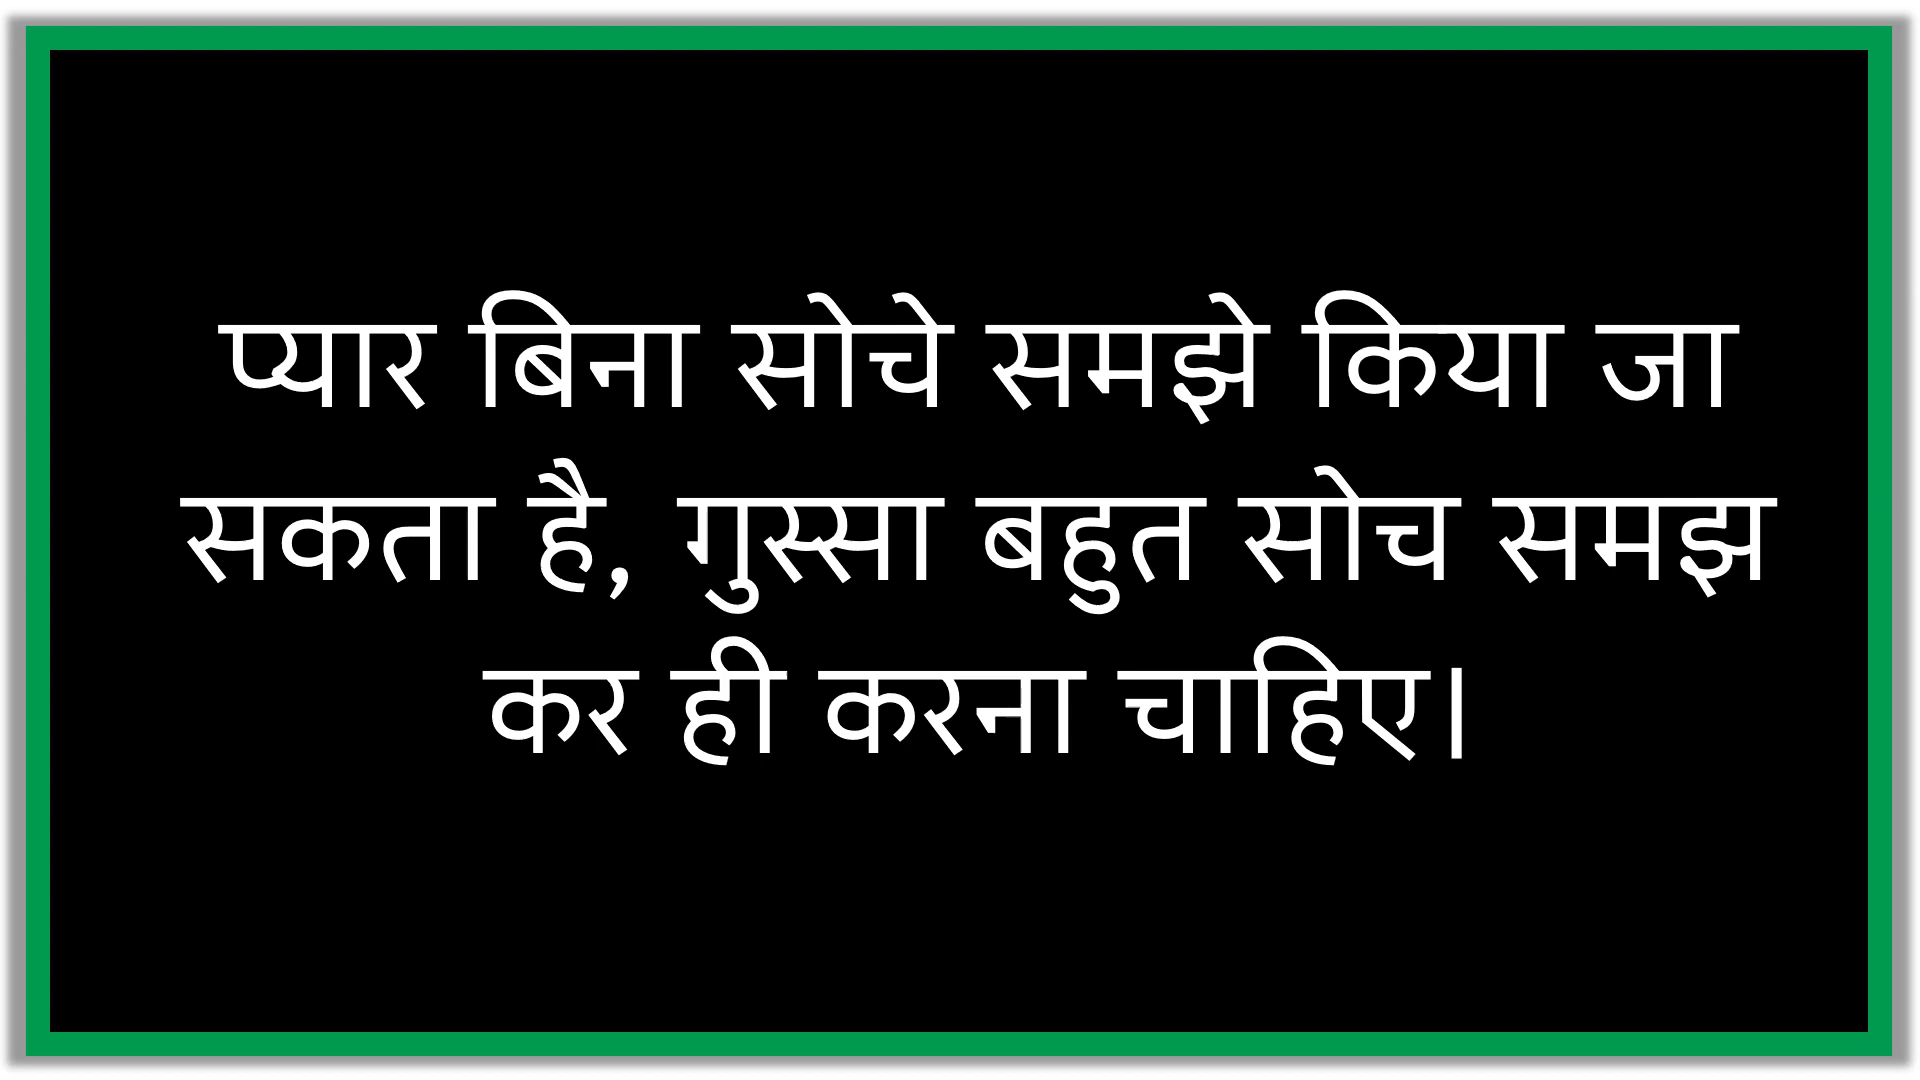 प्यार बिना सोचे समझे किया जा
सकता है, गुस्सा बहुत सोच समझ
कर ही करना चाहिए।